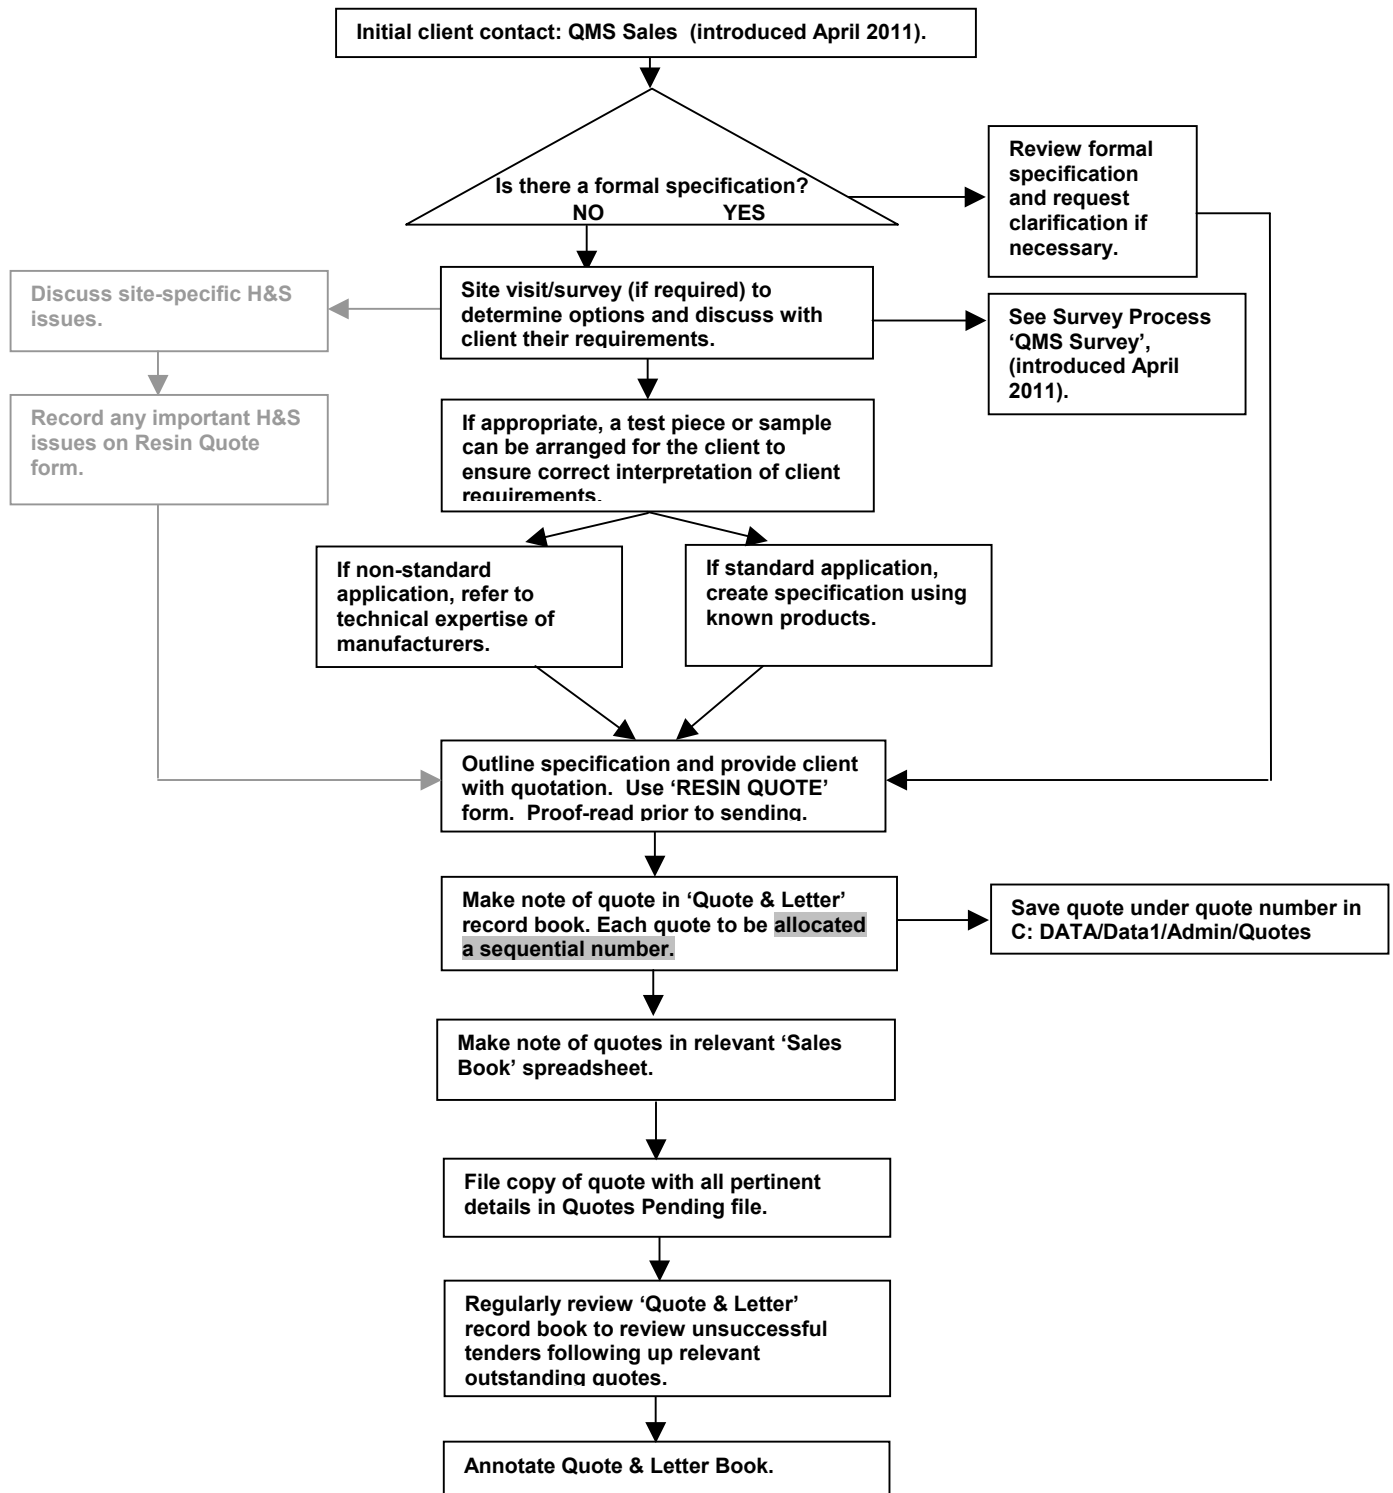 Initial client contact: QMS Sales  (introduced April 2011).
Is there a formal specification?
NO YES
Review formal
specification
and request
clarification if
necessary.
Discuss site-specific H&S
issues.
Site visit/survey (if required) to
determine options and discuss with
client their requirements.
See Survey Process
‘QMS Survey’,
(introduced April
2011).
Record any important H&S
issues on Resin Quote
form.
If appropriate, a test piece or sample
can be arranged for the client to
ensure correct interpretation of client
requirements.
If non-standard
application, refer to
technical expertise of
manufacturers.
If standard application,
create specification using
known products.
Outline specification and provide client
with quotation.  Use ‘RESIN QUOTE’
form.  Proof-read prior to sending.
Make note of quote in ‘Quote & Letter’
record book. Each quote to be allocated
a sequential number.
Save quote under quote number in
C: DATA/Data1/Admin/Quotes
Make note of quotes in relevant ‘Sales
Book’ spreadsheet.
File copy of quote with all pertinent
details in Quotes Pending file.
Regularly review ‘Quote & Letter’
record book to review unsuccessful
tenders following up relevant
outstanding quotes.
Annotate Quote & Letter Book.